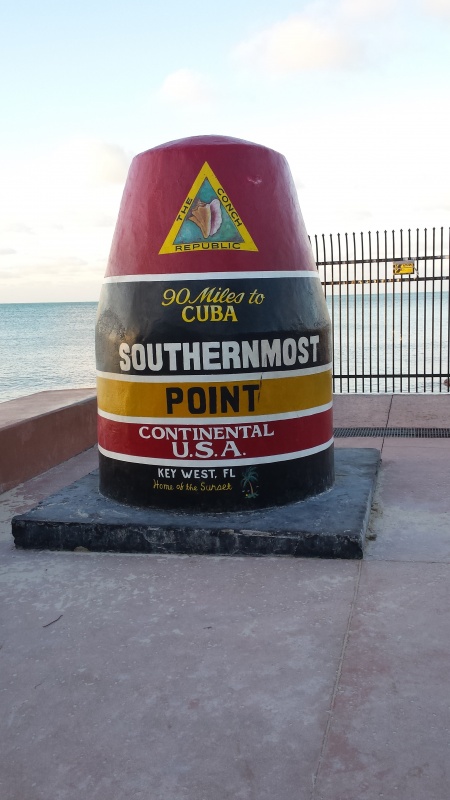 THE CONCH
REPUBLIC
90 Miles to
CUBA
SOUTHERNMOST
POINT
CONTINENTAL
U.S.A.
KEY WEST, FL
Home of the Sunset